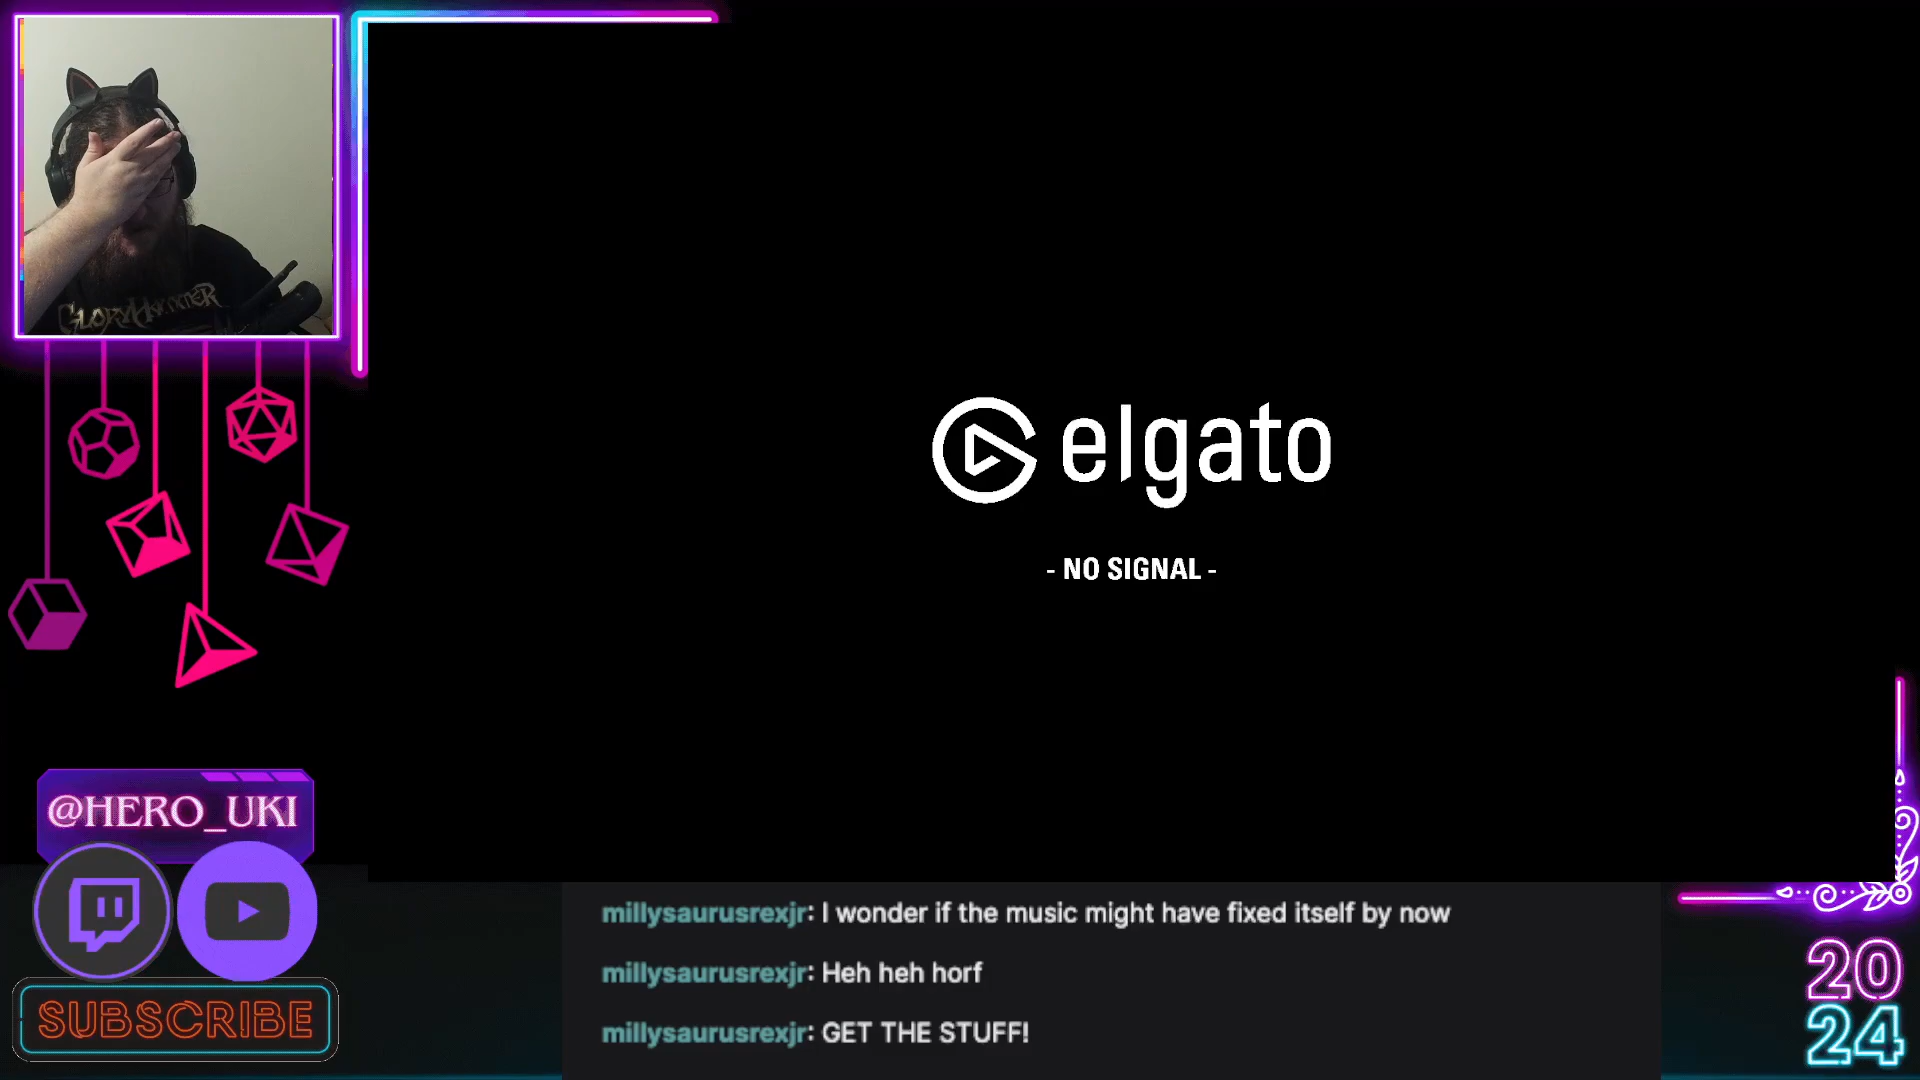 GLORYHAMMER
elgato
- NO SIGNAL -
@HERO_UKI
SUBSCRIBE
millysaurusrexjr: I wonder if the music might have fixed itself by now
millysaurusrexjr: Heh heh horf
millysaurusrexjr: GET THE STUFF!
20
24